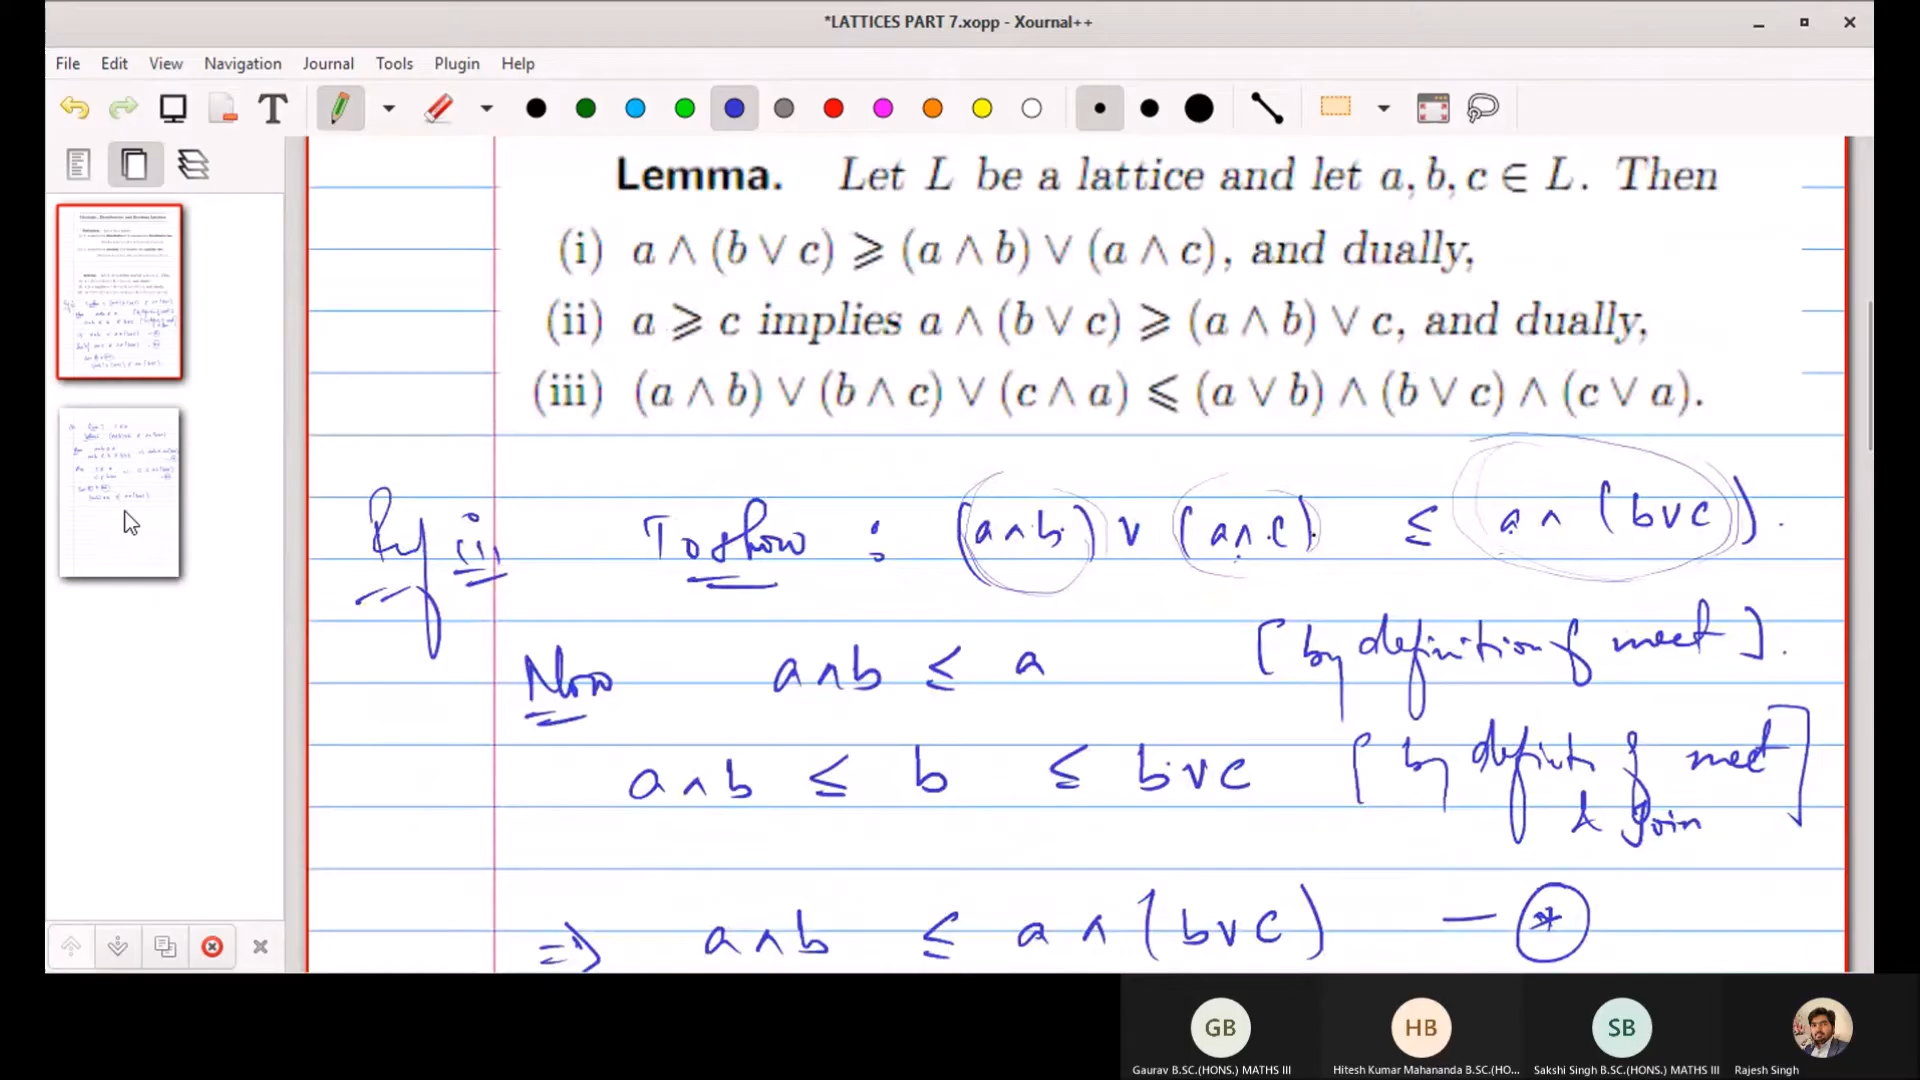 *LATTICES PART 7.xopp - Xournal++
File Edit View Navigation Journal Tools Plugin Help
Lemma. Let L be a lattice and let a, b, c ∈ L. Then
(i) a ∧ (b ∨ c) ⩾ (a ∧ b) ∨ (a ∧ c), and dually,
(ii) a ⩾ c implies a ∧ (b ∨ c) ⩾ (a ∧ b) ∨ c, and dually,
(iii) (a ∧ b) ∨ (b ∧ c) ∨ (c ∧ a) ⩽ (a ∨ b) ∧ (b ∨ c) ∧ (c ∨ a).
To show : (a∧b) ∨ (a∧c) ≤ a∧(b∨c).
Now a∧b ≤ a [by definition of meet].
a∧b ≤ b ≤ b∨c [by definition of meet
& join]
⇒ a∧b ≤ a∧(b∨c) — *
GB HB SB
Gaurav B.SC.(HONS.) MATHS III Hitesh Kumar Mahananda B.SC.(HO... Sakshi Singh B.SC.(HONS.) MATHS III Rajesh Singh